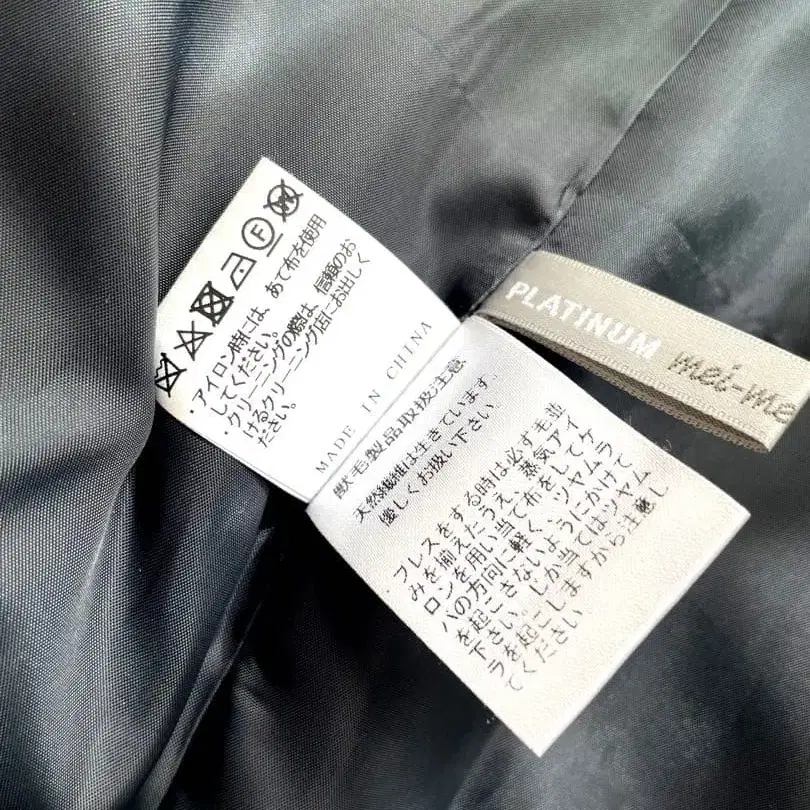 F
・アイロン時には、あて布を使用
してください。
・クリーニングの際は、信頼のお
けるクリーニング店にお出しく
ださい。
MADE IN CHINA
獣毛製品取扱注意
天然繊維は生きています。
優しくお扱い下さい。
・プレスをする時は必ず毛並
みを揃えたうえ、蒸気アイ
ロンを用い当て布をしてケ
バの方向に軽く、ツヤムラ
を起こさないようにかけて
下さい。じか当てはツヤム
ラを起こしますから注意し
てください
PLATINUM mei-me